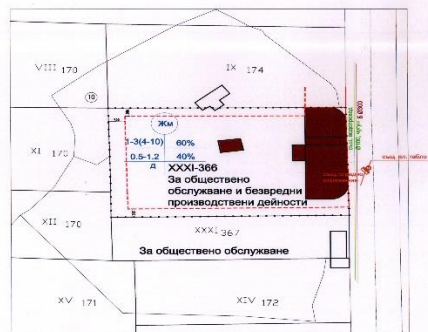 VIII 170
IX 174
10
Жм
1-3(4-10) 60%
0.5-1.2 40%
Д
XI 170
XXXI-366
За обществено
обслужване и безвредни
производствени дейности
XII 170
XXXI 367
За обществено обслужване
XV 171
XIV 172